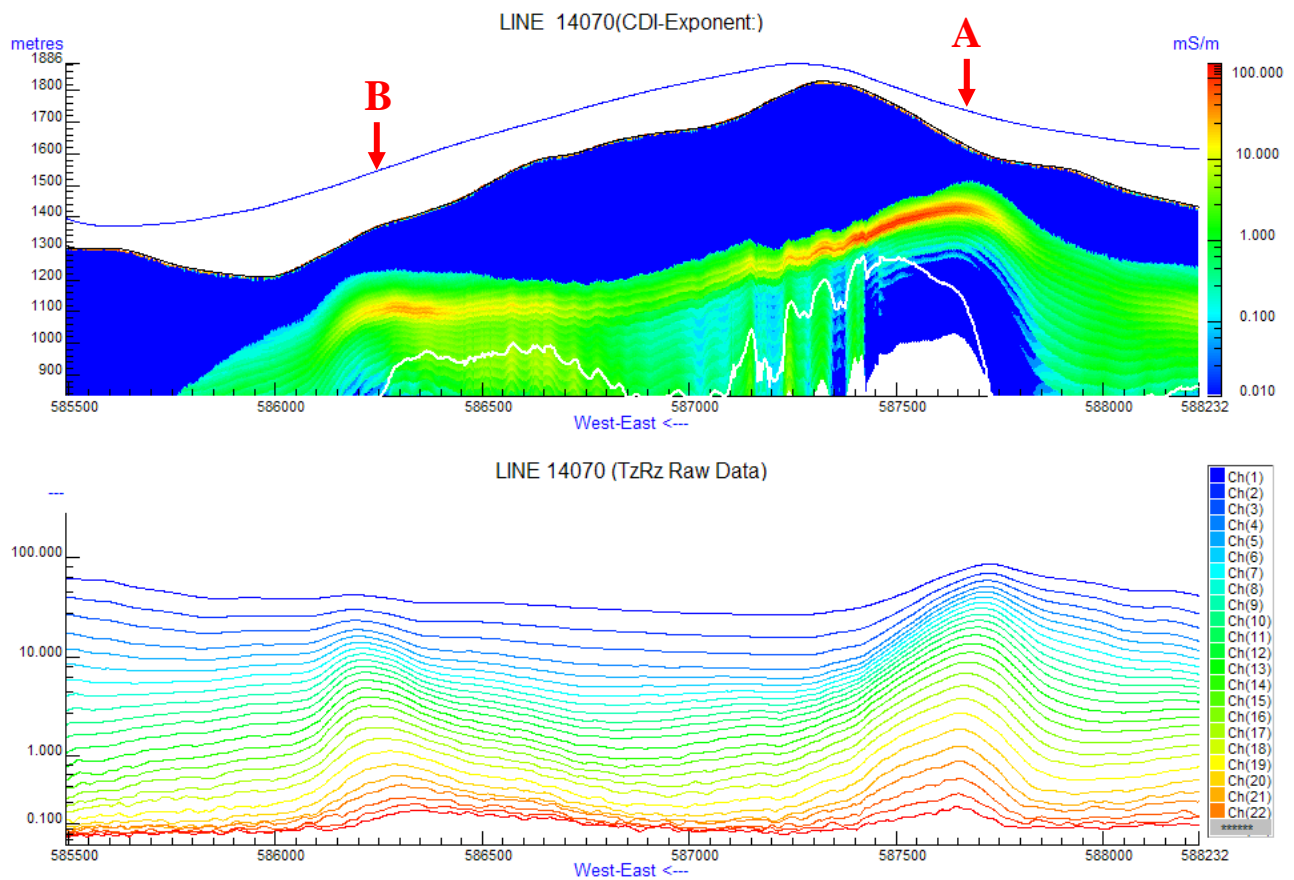 LINE 14070(CDI-Exponent:)
metres
mS/m
A
B
1886
1800
1700
1600
1500
1400
1300
1200
1100
1000
900
100.000
10.000
1.000
0.100
0.010
585500
586000
586500
587000
587500
588000
588232
West-East <---
LINE 14070 (TzRz Raw Data)
---
100.000
10.000
1.000
0.100
Ch(1)
Ch(2)
Ch(3)
Ch(4)
Ch(5)
Ch(6)
Ch(7)
Ch(8)
Ch(9)
Ch(10)
Ch(11)
Ch(12)
Ch(13)
Ch(14)
Ch(15)
Ch(16)
Ch(17)
Ch(18)
Ch(19)
Ch(20)
Ch(21)
Ch(22)
******
585500
586000
586500
587000
587500
588000
588232
West-East <---